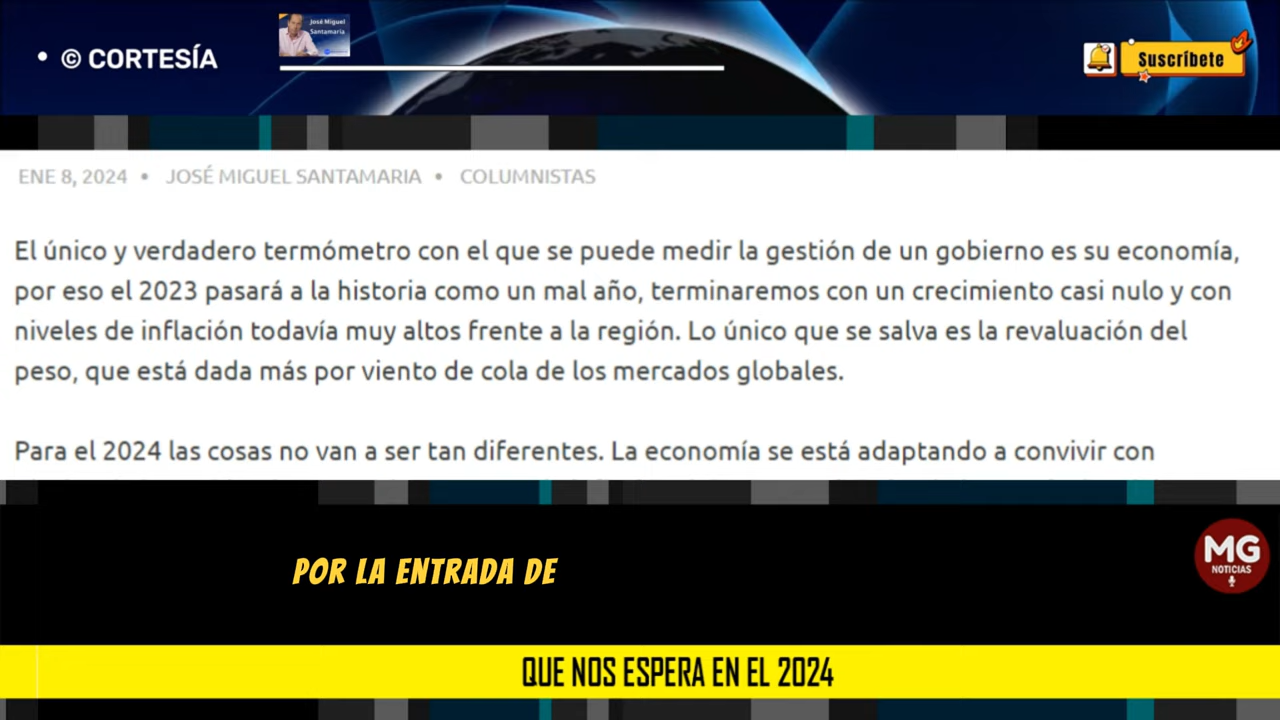 • © CORTESÍA
José Miguel
Santamaria
Suscríbete
ENE 8, 2024 • JOSÉ MIGUEL SANTAMARIA • COLUMNISTAS
El único y verdadero termómetro con el que se puede medir la gestión de un gobierno es su economía,
por eso el 2023 pasará a la historia como un mal año, terminaremos con un crecimiento casi nulo y con
niveles de inflación todavía muy altos frente a la región. Lo único que se salva es la revaluación del
peso, que está dada más por viento de cola de los mercados globales.
Para el 2024 las cosas no van a ser tan diferentes. La economía se está adaptando a convivir con
POR LA ENTRADA DE
MG
NOTICIAS
QUE NOS ESPERA EN EL 2024